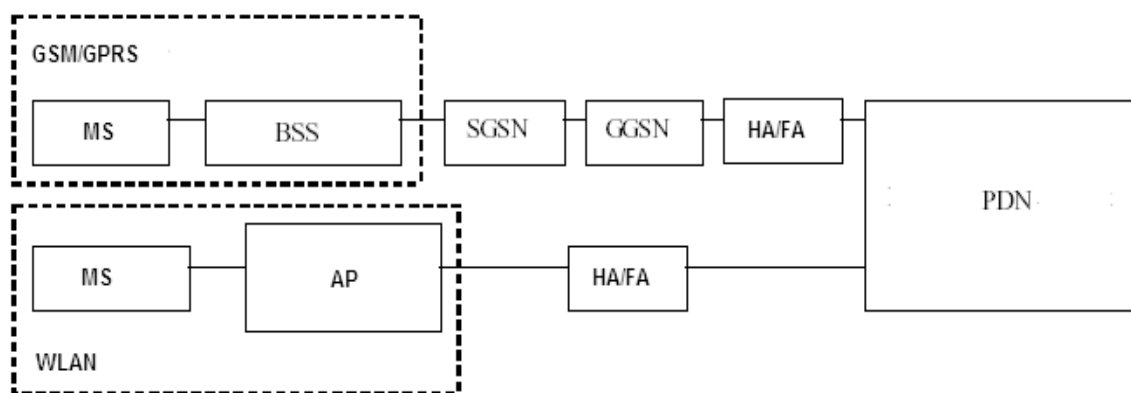 GSM/GPRS
MS
BSS
SGSN
GGSN
HA/FA
PDN
MS
AP
HA/FA
WLAN